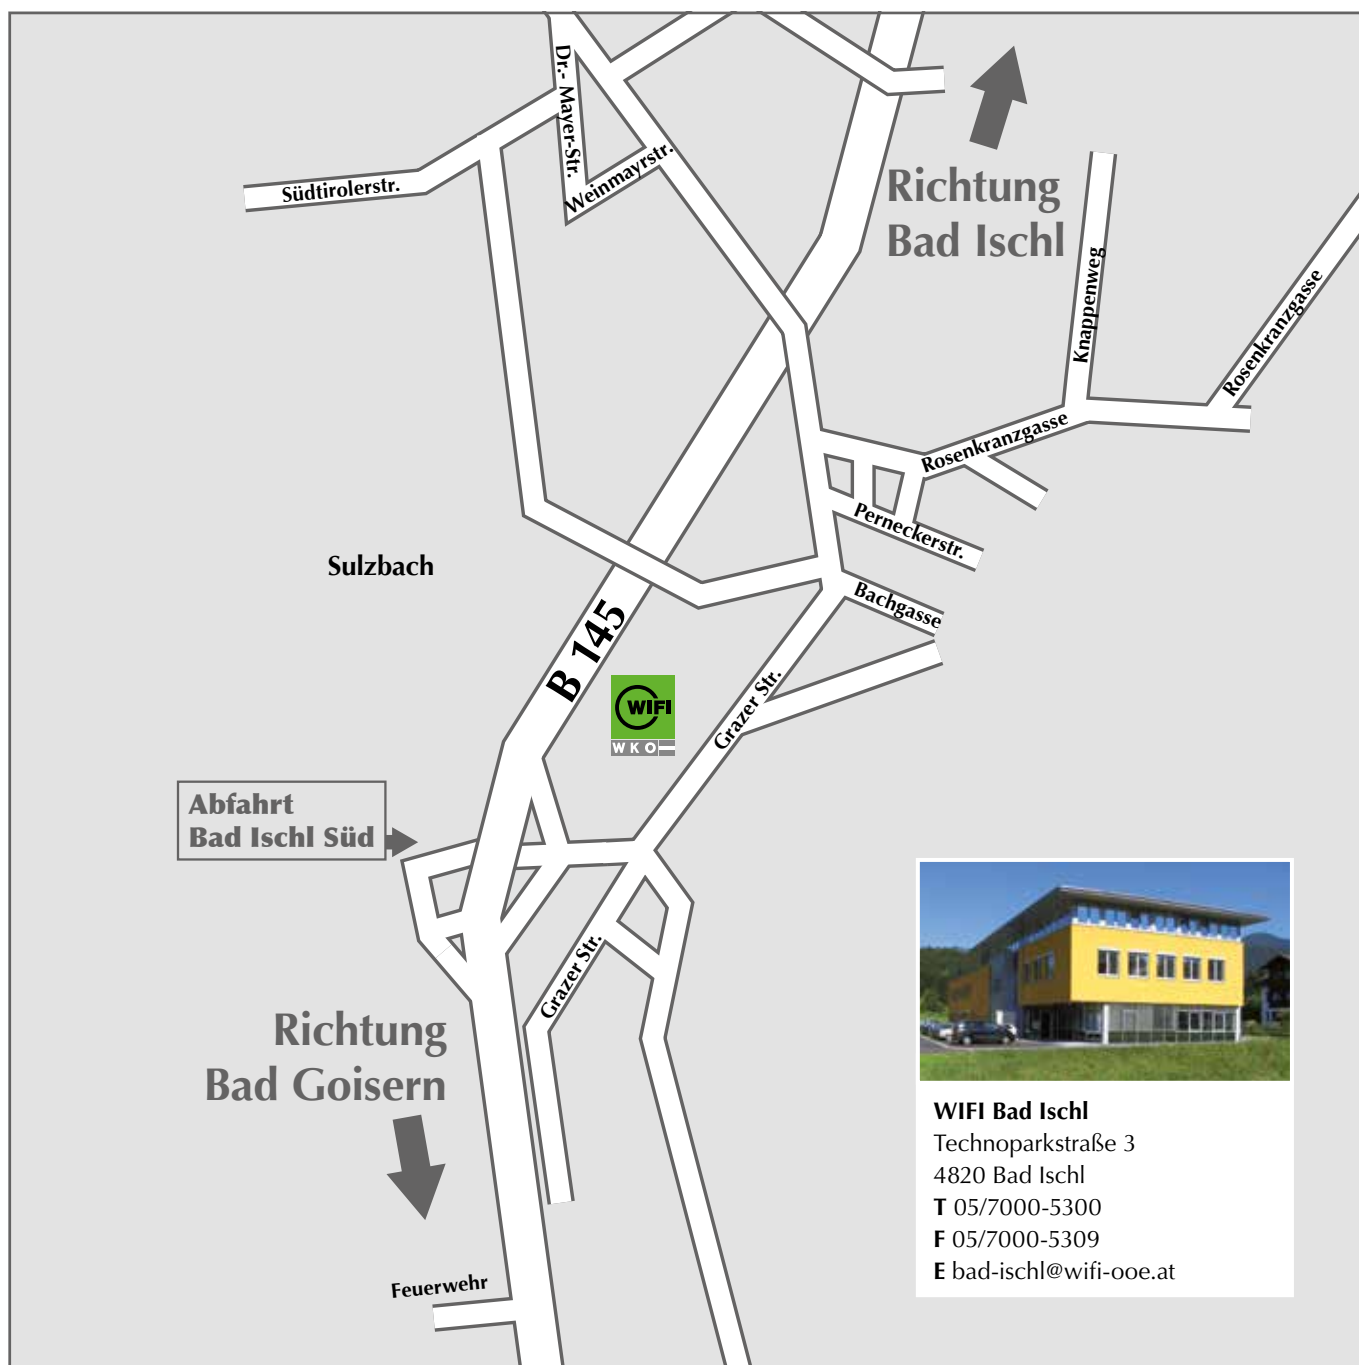 Dr.- Mayer-Str.
Weinmayrstr.
Südtirolerstr.
Richtung
Bad Ischl
Knappenweg
Rosenkranzgasse
Rosenkranzgasse
Perneckerstr.
Sulzbach
Bachgasse
B 145
WIFI
WKO
Grazer Str.
Abfahrt
Bad Ischl Süd
Grazer Str.
Richtung
Bad Goisern
Feuerwehr
WIFI Bad Ischl
Technoparkstraße 3
4820 Bad Ischl
T 05/7000-5300
F 05/7000-5309
E bad-ischl@wifi-ooe.at